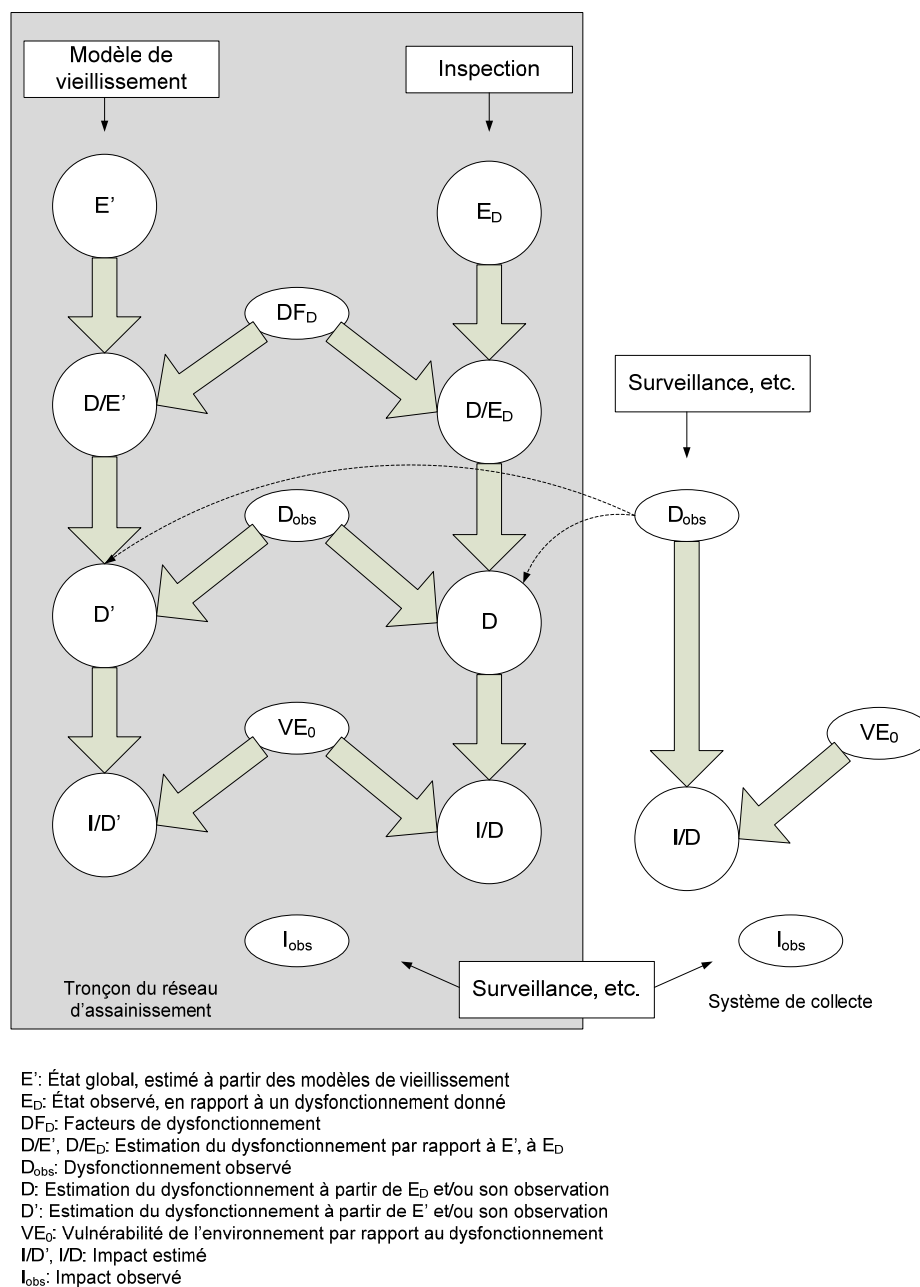 Modèle de
vieillissement
Inspection
E'
E_D
DF_D
D/E'
D/E_D
Surveillance, etc.
D_obs
D_obs
D'
D
VE_0
VE_0
I/D'
I/D
I/D
I_obs
I_obs
Surveillance, etc.
Tronçon du réseau
d'assainissement
Système de collecte
E': État global, estimé à partir des modèles de vieillissement
E_D: État observé, en rapport à un dysfonctionnement donné
DF_D: Facteurs de dysfonctionnement
D/E', D/E_D: Estimation du dysfonctionnement par rapport à E', à E_D
D_obs: Dysfonctionnement observé
D: Estimation du dysfonctionnement à partir de E_D et/ou son observation
D': Estimation du dysfonctionnement à partir de E' et/ou son observation
VE_0: Vulnérabilité de l'environnement par rapport au dysfonctionnement
I/D', I/D: Impact estimé
I_obs: Impact observé